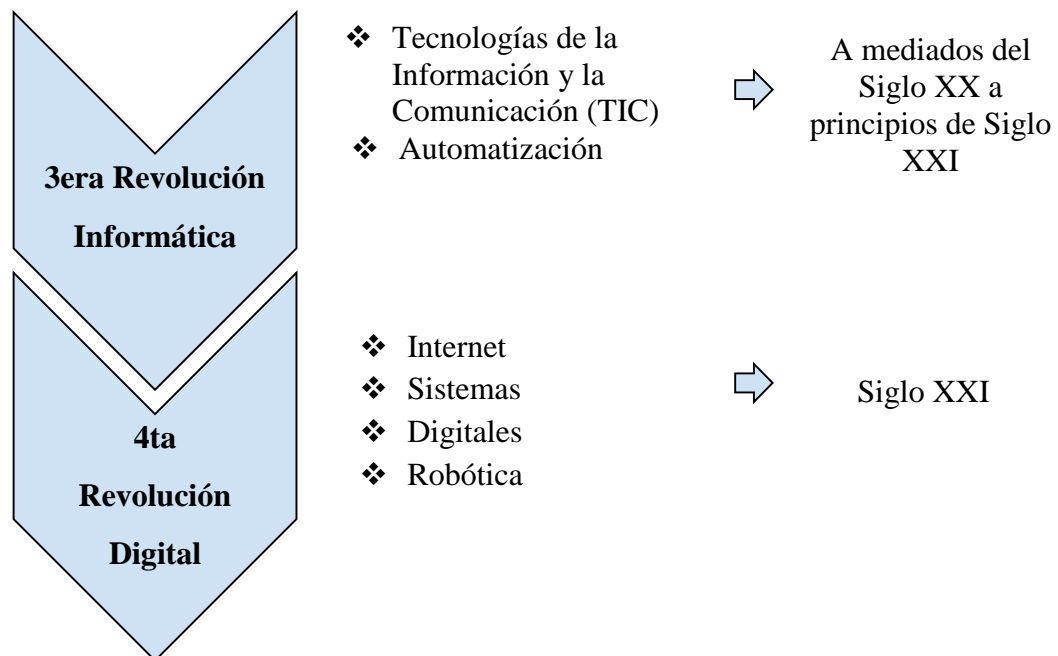 3era Revolución
Informática
❖ Tecnologías de la
Información y la
Comunicación (TIC)
❖ Automatización
A mediados del
Siglo XX a
principios de Siglo
XXI
4ta
Revolución
Digital
❖ Internet
❖ Sistemas
❖ Digitales
❖ Robótica
Siglo XXI